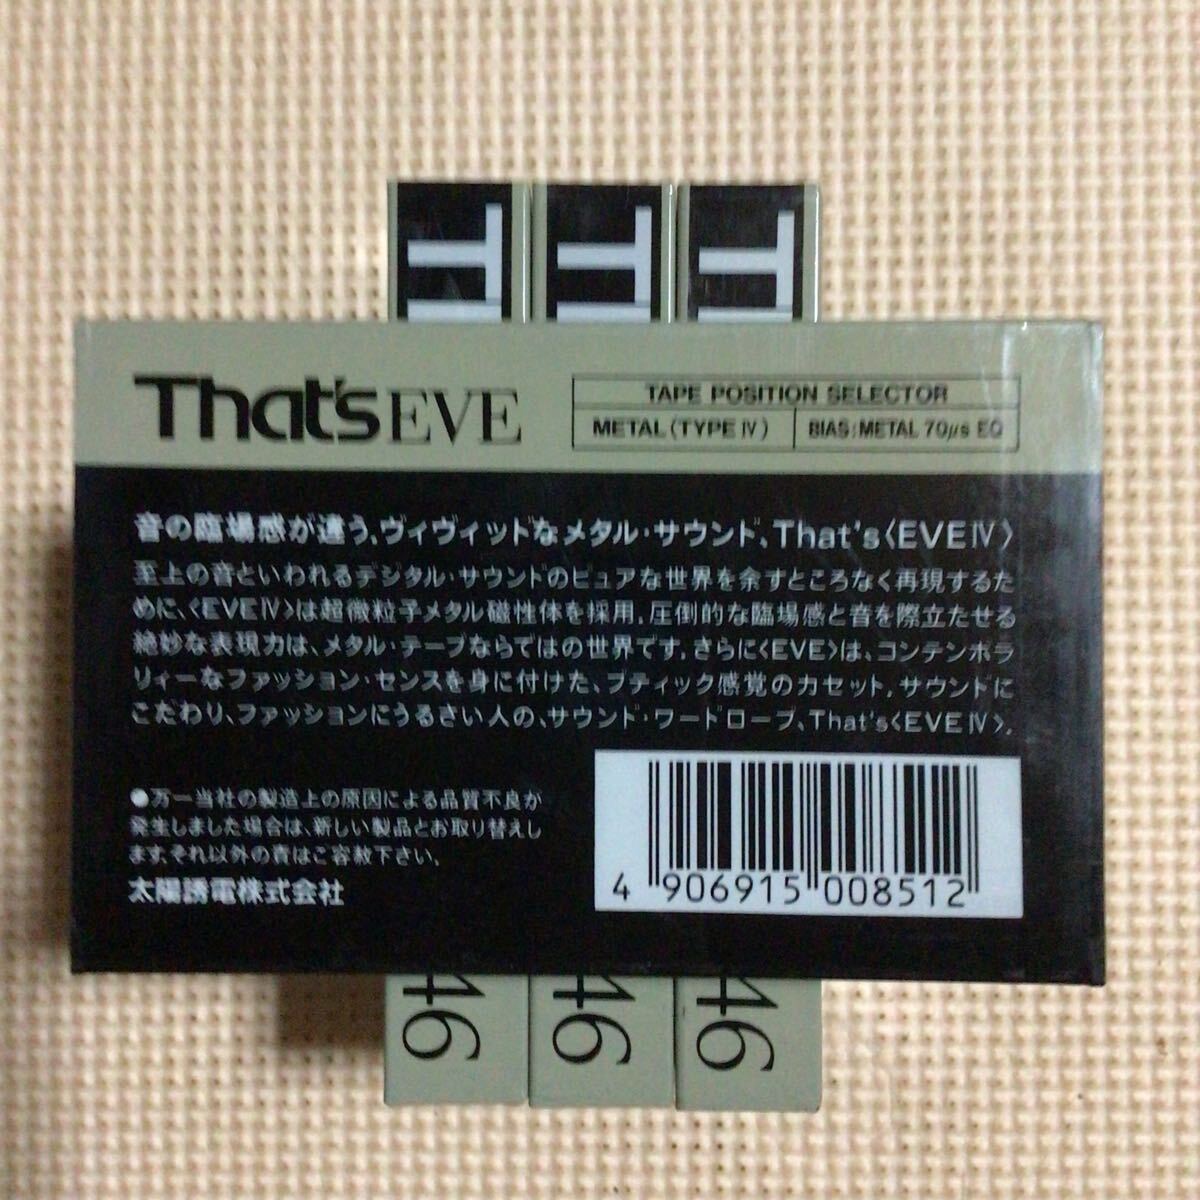 That's EVE
TAPE POSITION SELECTOR
METAL (TYPE IV)
BIAS: METAL 70μs EQ
音の臨場感が違う、ヴィヴィッドなメタル・サウンド、That's〈EVE IV〉
至上の音といわれるデジタル・サウンドのピュアな世界を余すところなく再現するた
めに、〈EVE IV〉は超微粒子メタル磁性体を採用。圧倒的な臨場感と音を際立たせる
絶妙な表現力は、メタル・テープならではの世界です。さらに〈EVE〉は、コンテンポラ
リィーなファッション・センスを身に付けた、ブティック感覚のカセット。サウンドに
こだわり、ファッションにうるさい人の、サウンド・ワードローブ、That's〈EVE IV〉。
●万一当社の製造上の原因による品質不良が
発生しました場合は、新しい製品とお取り替えし
ます。それ以外の責はご容赦下さい。
太陽誘電株式会社
4 906915 008512
46
46
46